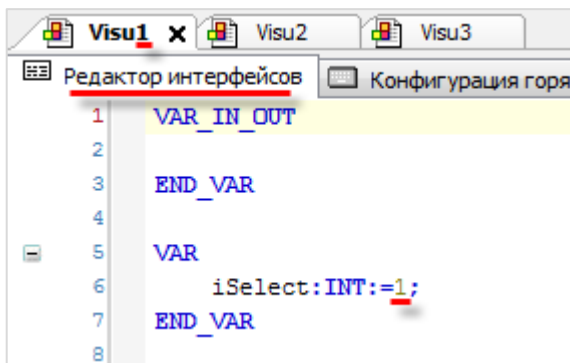 Visu1 Visu2 Visu3
Редактор интерфейсов Конфигурация горя
1 VAR_IN_OUT
2
3 END_VAR
4
5 VAR
6 iSelect:INT:=1;
7 END_VAR
8